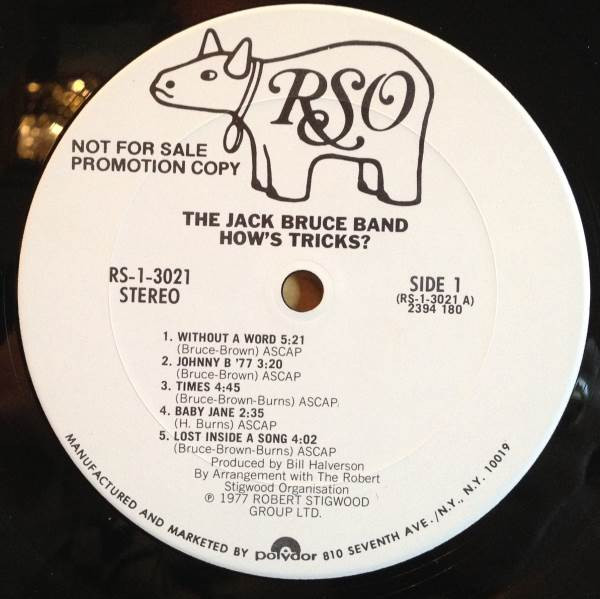 RSO
NOT FOR SALE
PROMOTION COPY
THE JACK BRUCE BAND
HOW'S TRICKS?
RS-1-3021
STEREO
SIDE 1
(RS-1-3021 A)
2394 180
1. WITHOUT A WORD 5:21
(Bruce-Brown) ASCAP
2. JOHNNY B '77 3:20
(Bruce-Brown) ASCAP
3. TIMES 4:45
(Bruce-Brown-Burns) ASCAP.
4. BABY JANE 2:35
(H. Burns) ASCAP
5. LOST INSIDE A SONG 4:02
(Bruce-Brown-Burns) ASCAP
Produced by Bill Halverson
By Arrangement with The Robert
Stigwood Organisation
℗ 1977 ROBERT STIGWOOD
GROUP LTD.
MANUFACTURED AND MARKETED BY polydor 810 SEVENTH AVE./N.Y., N.Y. 10019